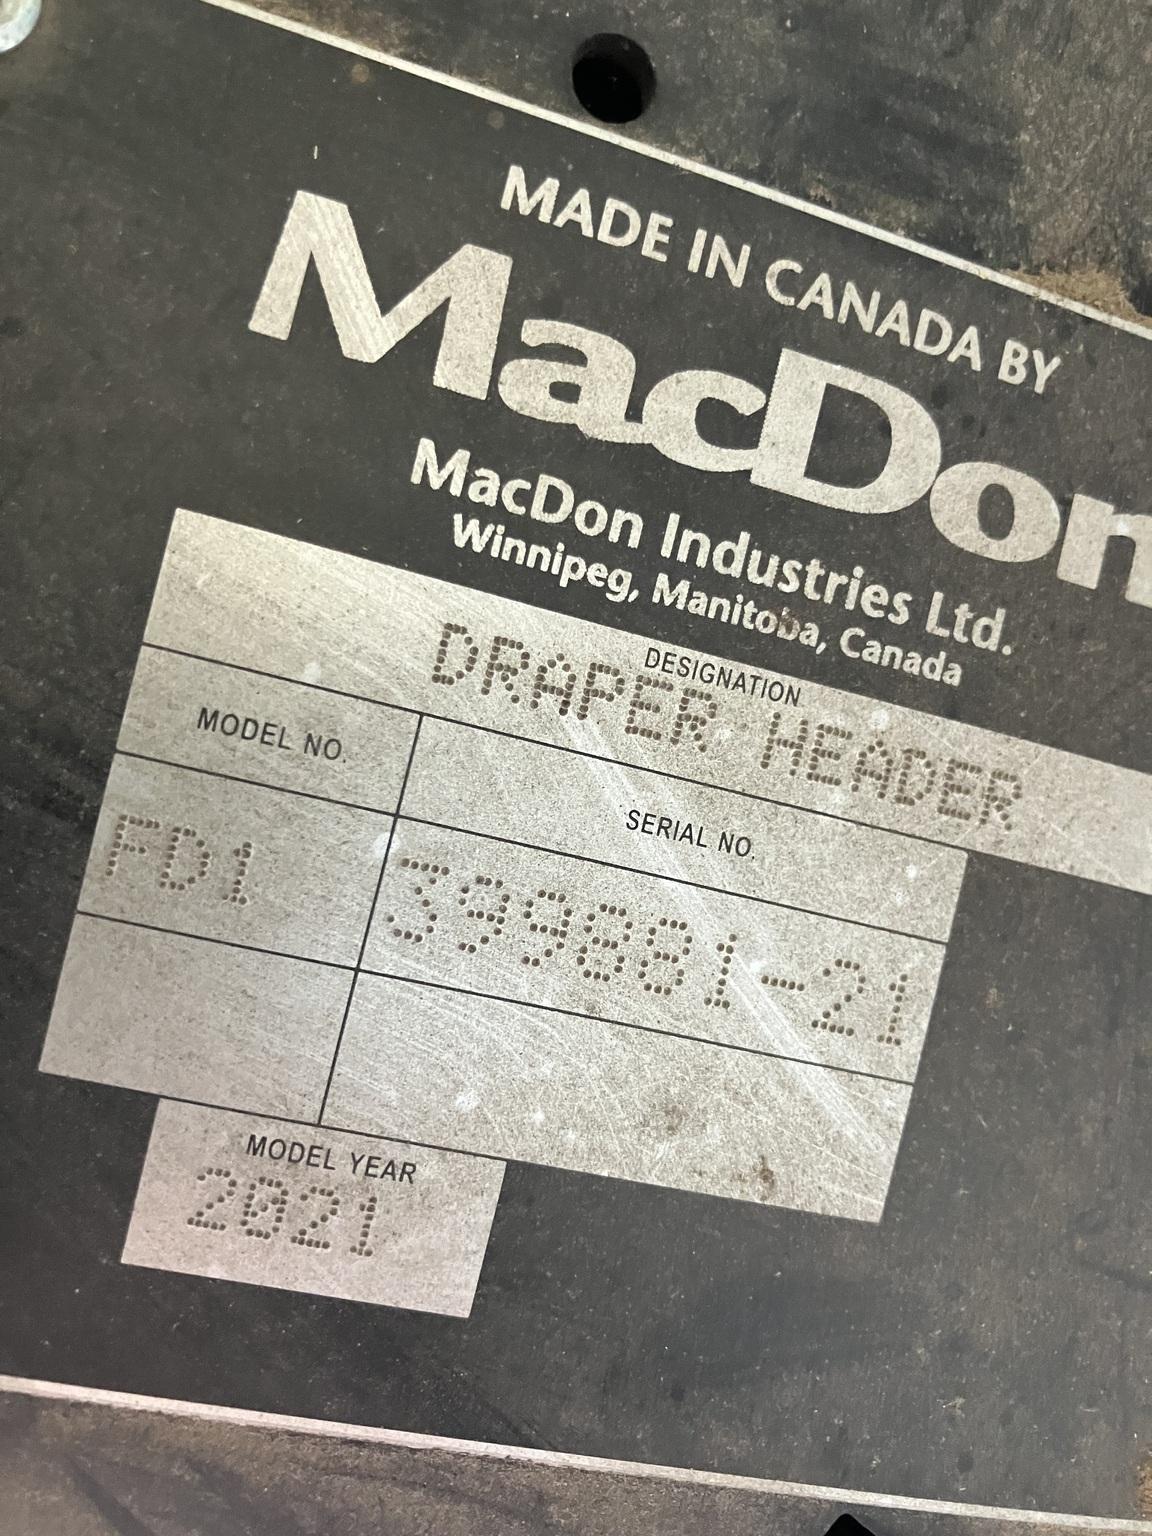 MADE IN CANADA BY
MacDon
MacDon Industries Ltd.
Winnipeg, Manitoba, Canada
DESIGNATION
DRAPER HEADER
MODEL NO.
SERIAL NO.
FD1
399881-21
MODEL YEAR
2021